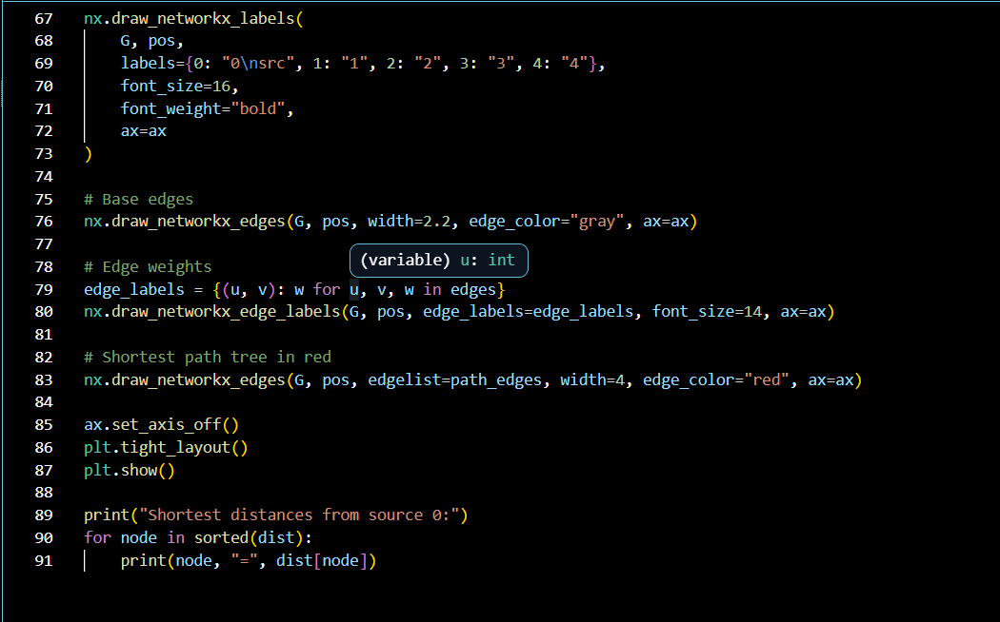 67 nx.draw_networkx_labels(
68     G, pos,
69     labels={0: "0\nsrc", 1: "1", 2: "2", 3: "3", 4: "4"},
70     font_size=16,
71     font_weight="bold",
72     ax=ax
73 )
74
75 # Base edges
76 nx.draw_networkx_edges(G, pos, width=2.2, edge_color="gray", ax=ax)
77
(variable) u: int
78 # Edge weights
79 edge_labels = {(u, v): w for u, v, w in edges}
80 nx.draw_networkx_edge_labels(G, pos, edge_labels=edge_labels, font_size=14, ax=ax)
81
82 # Shortest path tree in red
83 nx.draw_networkx_edges(G, pos, edgelist=path_edges, width=4, edge_color="red", ax=ax)
84
85 ax.set_axis_off()
86 plt.tight_layout()
87 plt.show()
88
89 print("Shortest distances from source 0:")
90 for node in sorted(dist):
91     print(node, "=", dist[node])